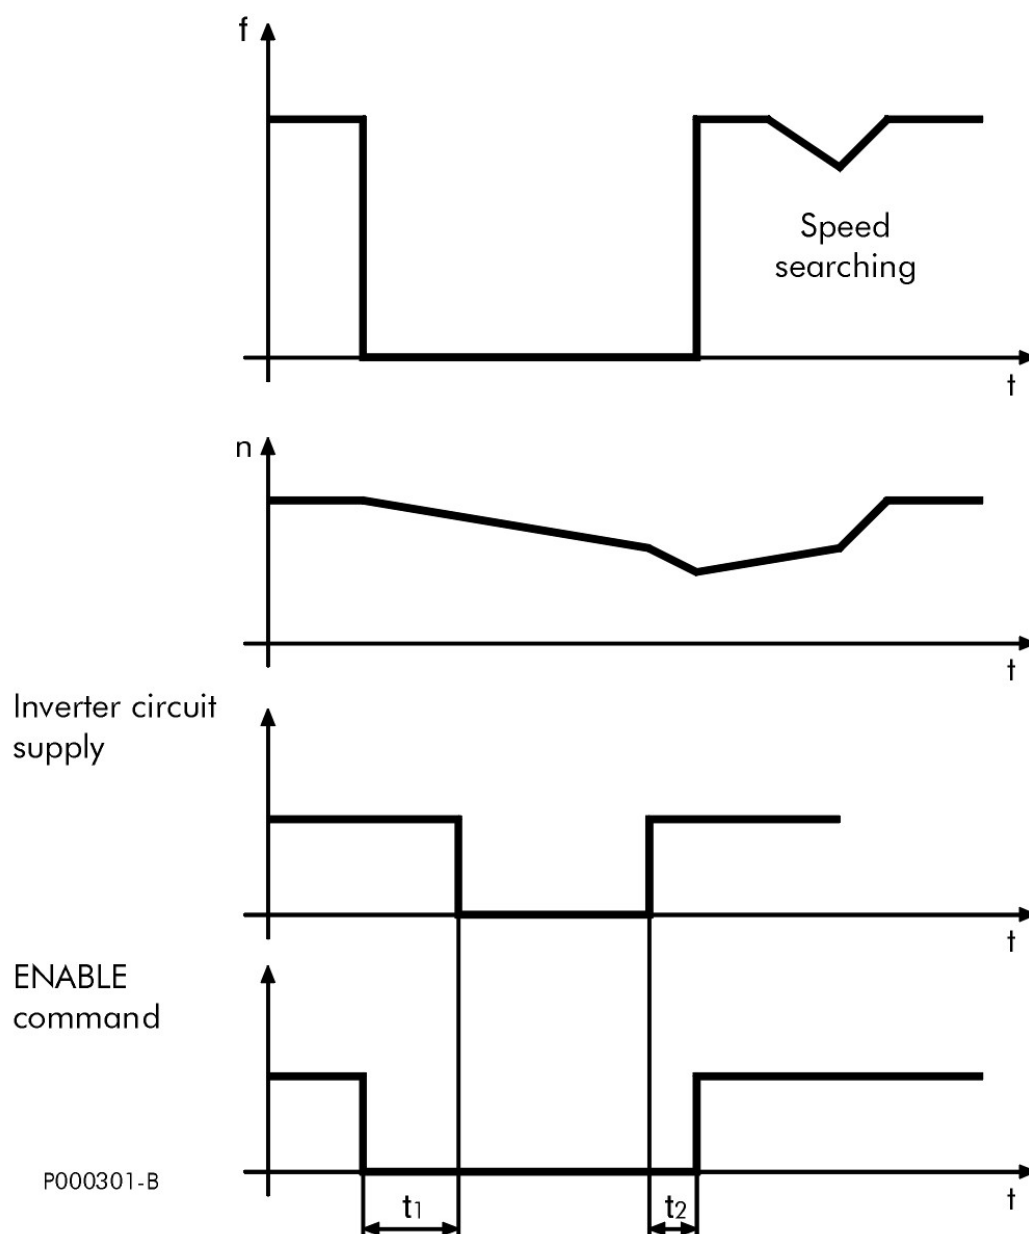 f
Speed
searching
t
n
t
Inverter circuit
supply
t
ENABLE
command
P000301-B
t
t1
t2